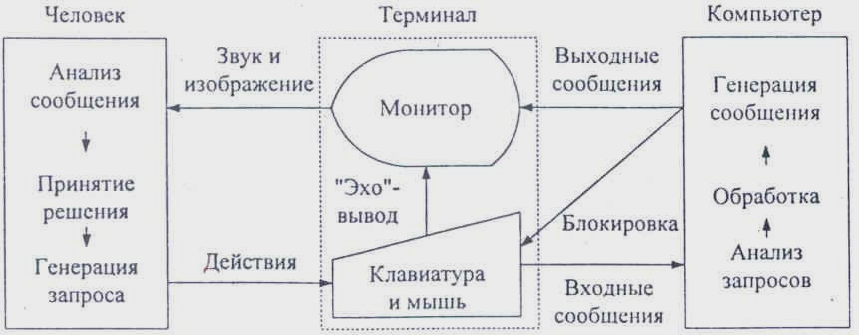 Человек
Терминал
Компьютер
Анализ
сообщения
Принятие
решения
Генерация
запроса
Звук и
изображение
Действия
Монитор
"Эхо"-
вывод
Клавиатура
и мышь
Выходные
сообщения
Блокировка
Входные
сообщения
Генерация
сообщения
Обработка
Анализ
запросов